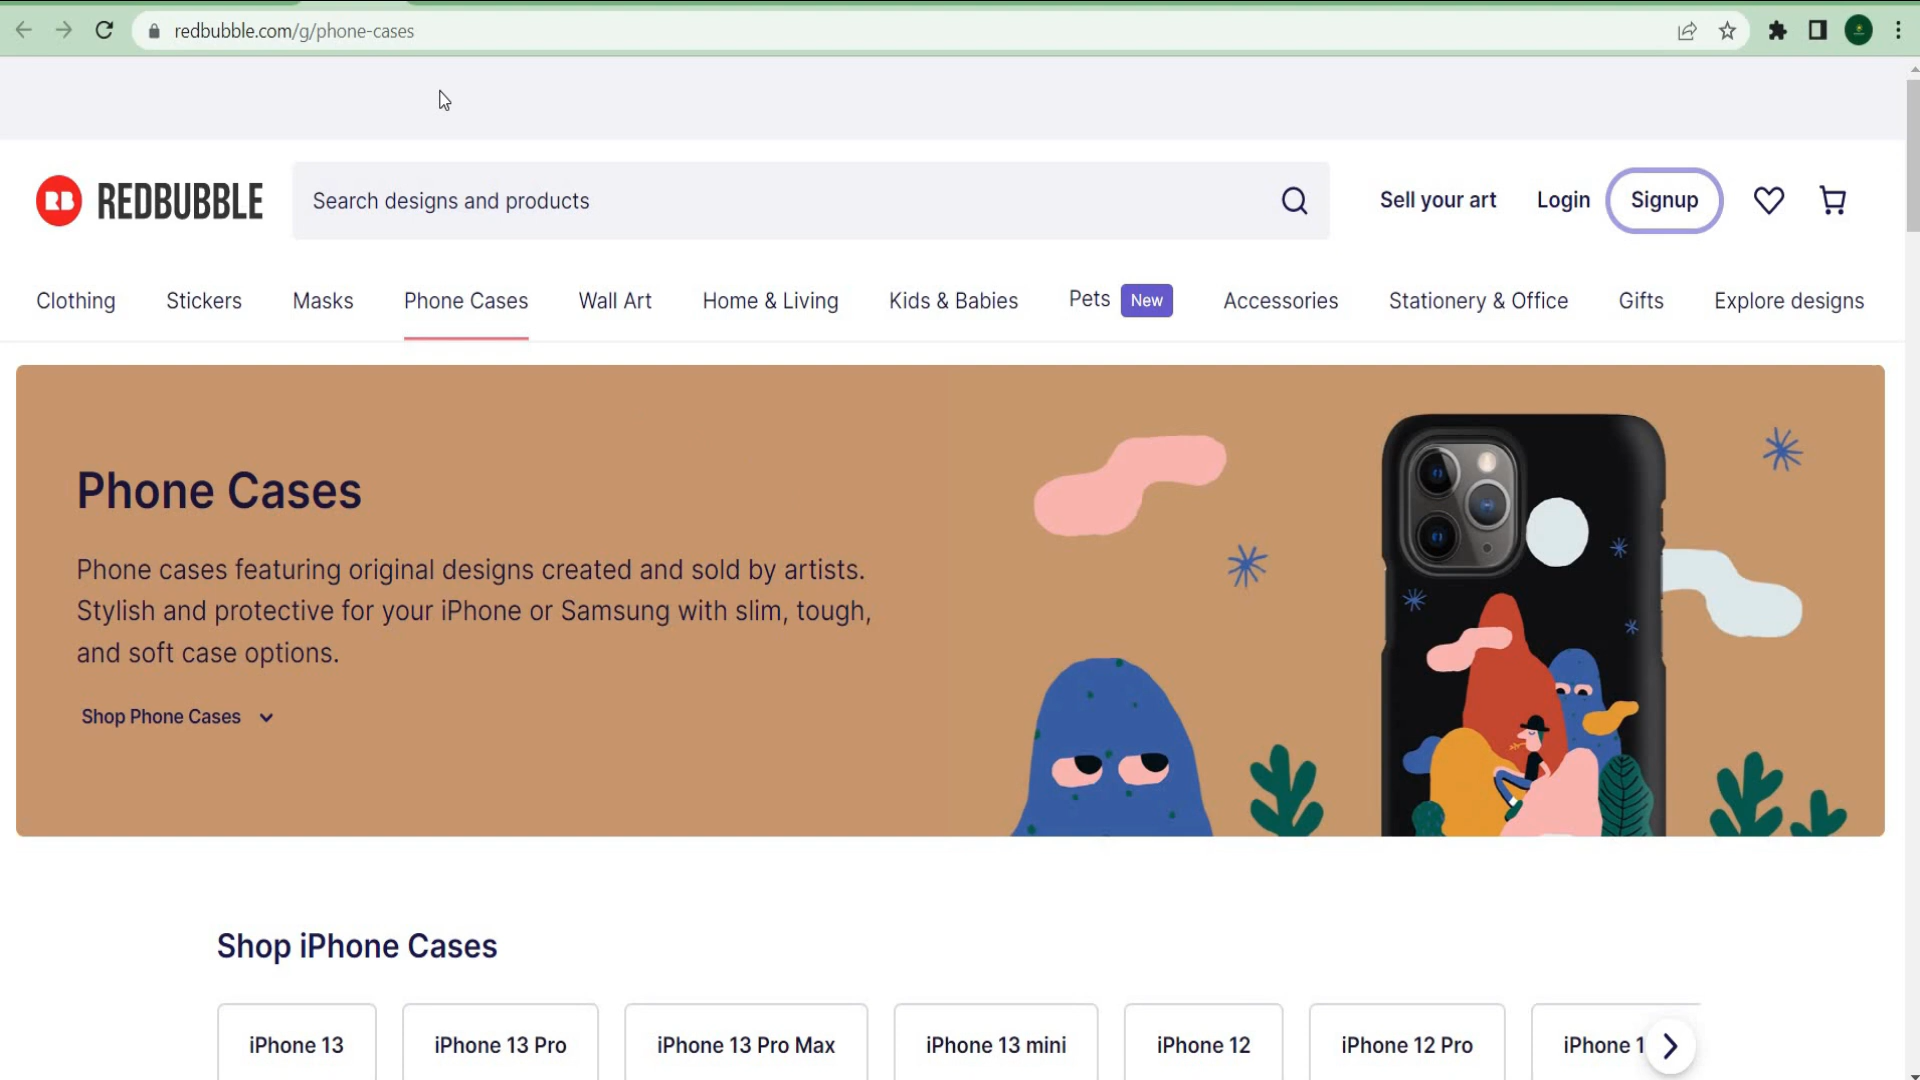 redbubble.com/g/phone-cases
RB REDBUBBLE
Search designs and products
Sell your art
Login
Signup
Clothing
Stickers
Masks
Phone Cases
Wall Art
Home & Living
Kids & Babies
Pets New
Accessories
Stationery & Office
Gifts
Explore designs
Phone Cases
Phone cases featuring original designs created and sold by artists.
Stylish and protective for your iPhone or Samsung with slim, tough,
and soft case options.
Shop Phone Cases
Shop iPhone Cases
iPhone 13
iPhone 13 Pro
iPhone 13 Pro Max
iPhone 13 mini
iPhone 12
iPhone 12 Pro
iPhone 1